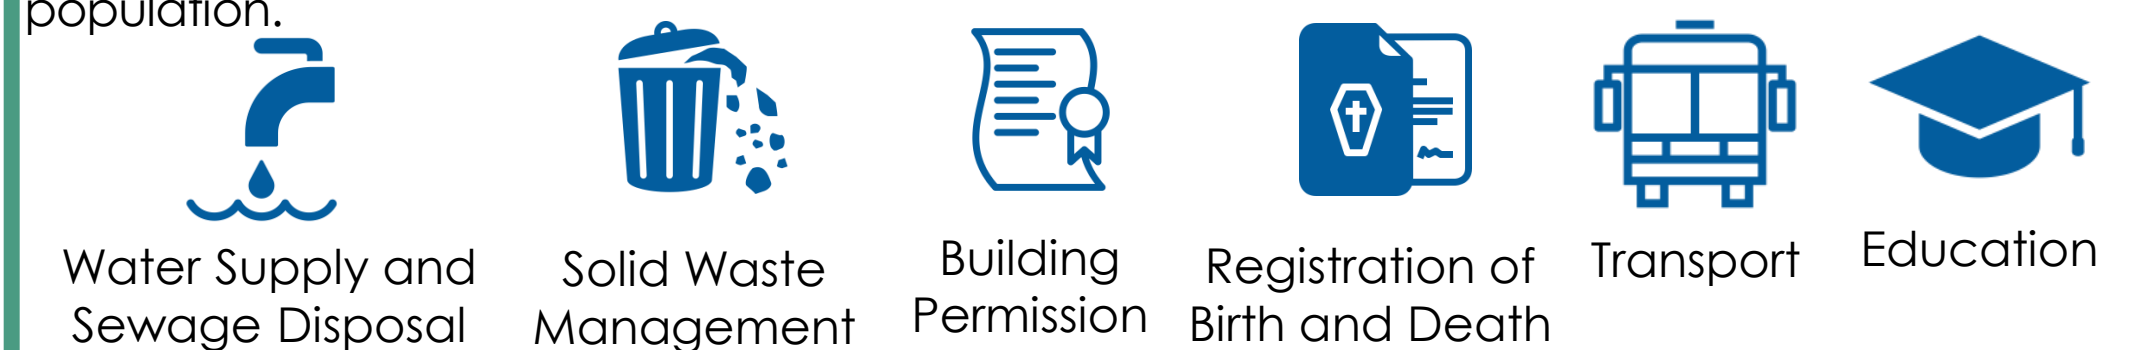 population.
Water Supply and
Sewage Disposal
Solid Waste
Management
Building
Permission
Registration of
Birth and Death
Transport
Education